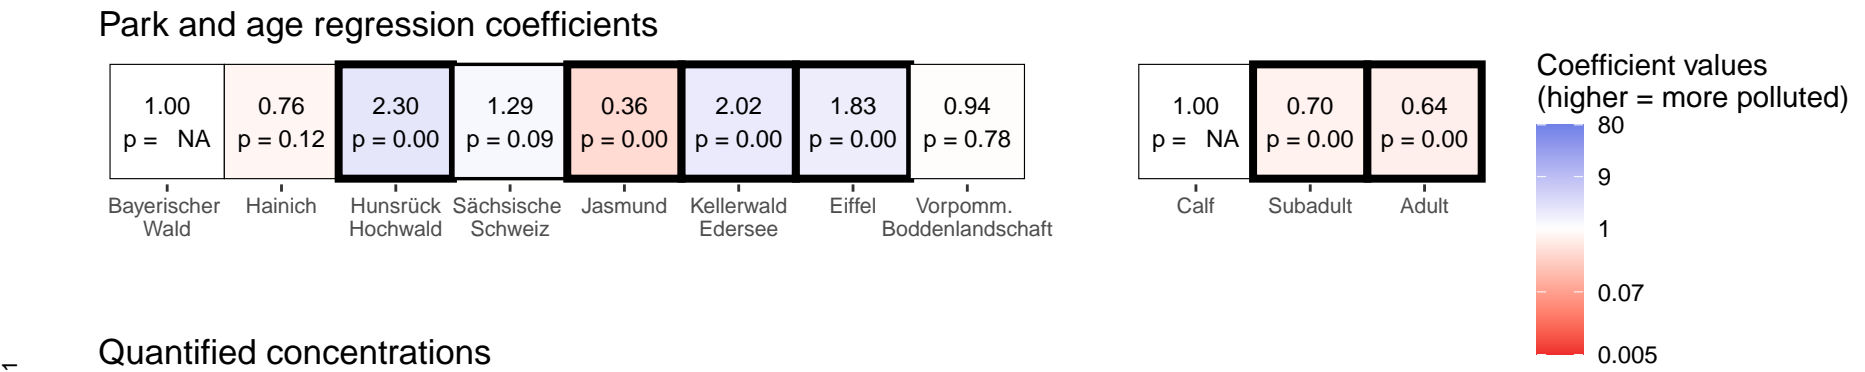 Park and age regression coefficients
1.00 0.76 2.30 1.29 0.36 2.02 1.83 0.94 1.00 0.70 0.64
p = NA p = 0.12 p = 0.00 p = 0.09 p = 0.00 p = 0.00 p = 0.00 p = 0.78 p = NA p = 0.00 p = 0.00
Bayerischer Hainich Hunsrück Sächsische Jasmund Kellerwald Eiffel Vorpomm. Calf Subadult Adult
Wald Hochwald Schweiz Edersee Boddenlandschaft
Coefficient values
(higher = more polluted)
80
9
1
0.07
0.005
Quantified concentrations
1